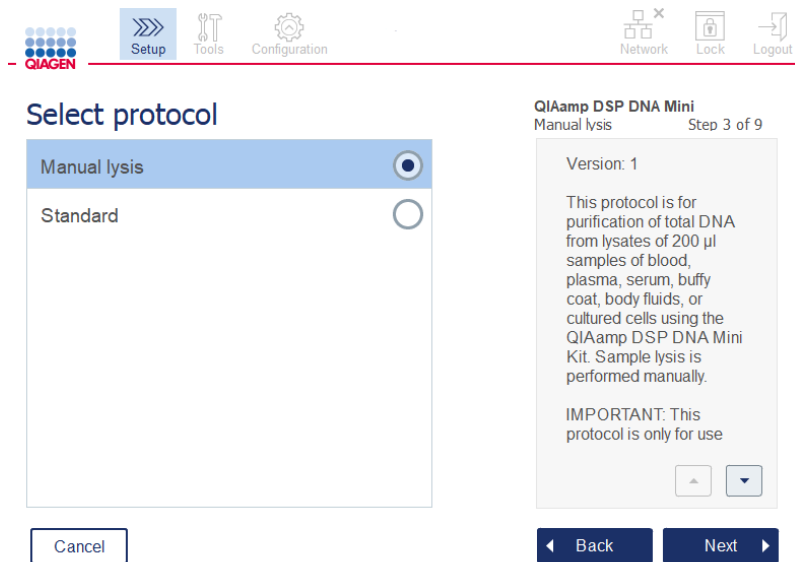 QIAGEN
Setup
Tools
Configuration
Network
Lock
Logout
Select protocol
Manual lysis
Standard
QIAamp DSP DNA Mini
Manual lysis Step 3 of 9
Version: 1
This protocol is for
purification of total DNA
from lysates of 200 µl
samples of blood,
plasma, serum, buffy
coat, body fluids, or
cultured cells using the
QIAamp DSP DNA Mini
Kit. Sample lysis is
performed manually.
IMPORTANT: This
protocol is only for use
Cancel
Back
Next